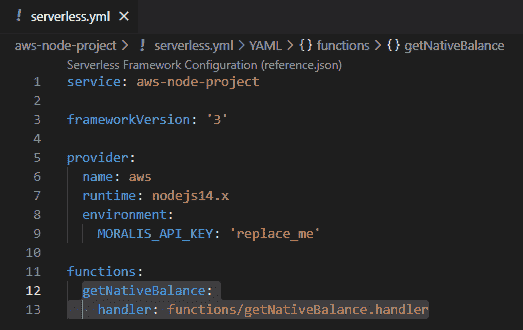 ! serverless.yml ×
aws-node-project > ! serverless.yml > YAML > {} functions > {} getNativeBalance
Serverless Framework Configuration (reference.json)
1 service: aws-node-project
2
3 frameworkVersion: '3'
4
5 provider:
6 name: aws
7 runtime: nodejs14.x
8 environment:
9 MORALIS_API_KEY: 'replace_me'
10
11 functions:
12 getNativeBalance:
13 handler: functions/getNativeBalance.handler